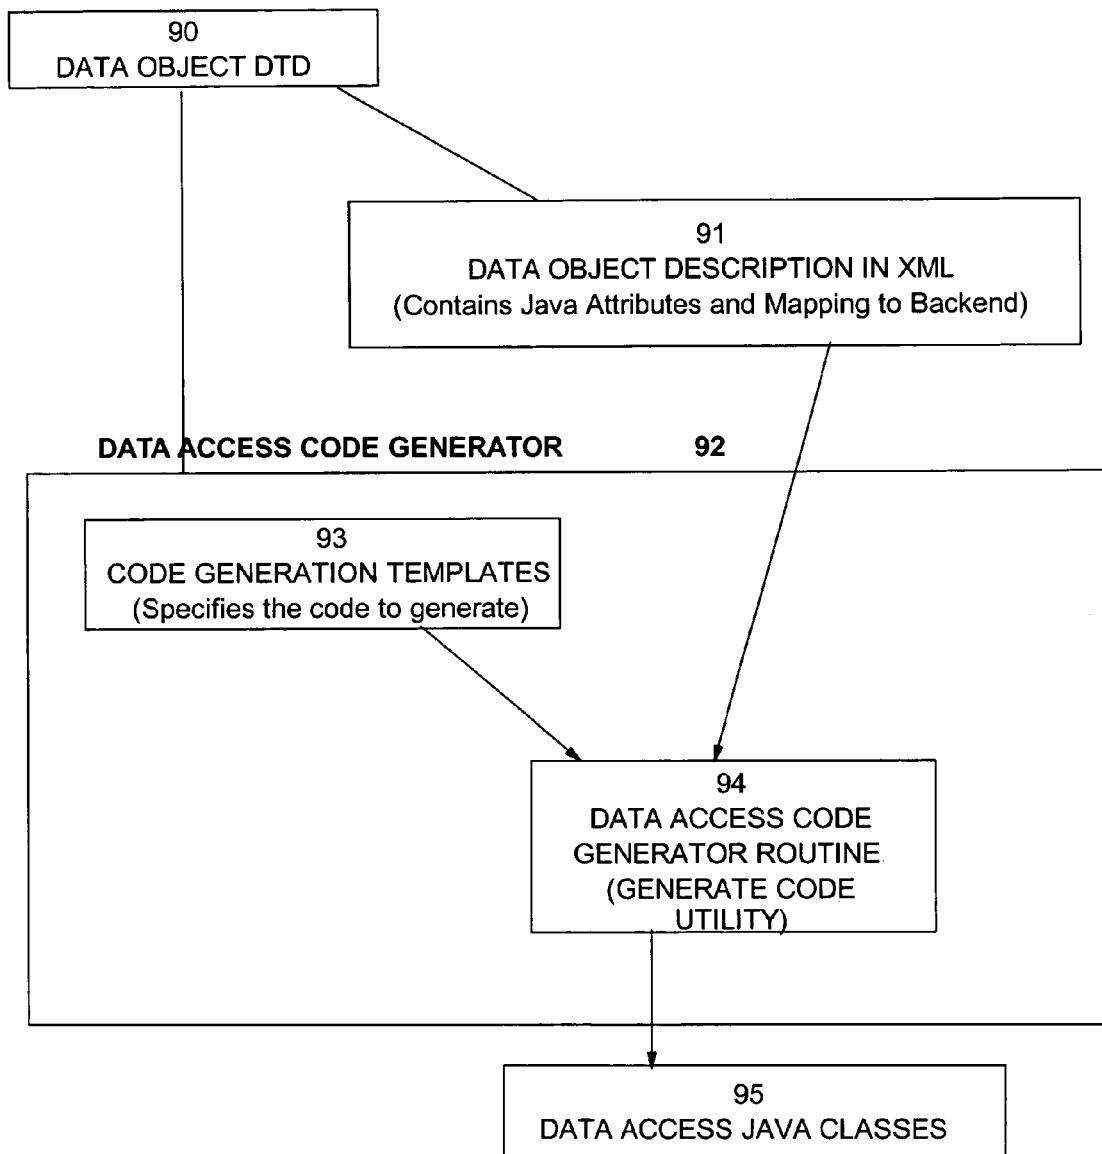 90
DATA OBJECT DTD
91
DATA OBJECT DESCRIPTION IN XML
(Contains Java Attributes and Mapping to Backend)
DATA ACCESS CODE GENERATOR 92
93
CODE GENERATION TEMPLATES
(Specifies the code to generate)
94
DATA ACCESS CODE
GENERATOR ROUTINE
(GENERATE CODE
UTILITY)
95
DATA ACCESS JAVA CLASSES